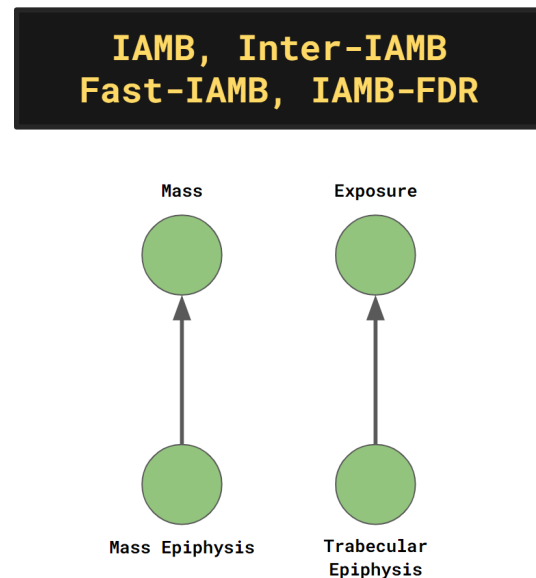 IAMB, Inter-IAMB
Fast-IAMB, IAMB-FDR
Mass
Exposure
Mass Epiphysis
Trabecular
Epiphysis